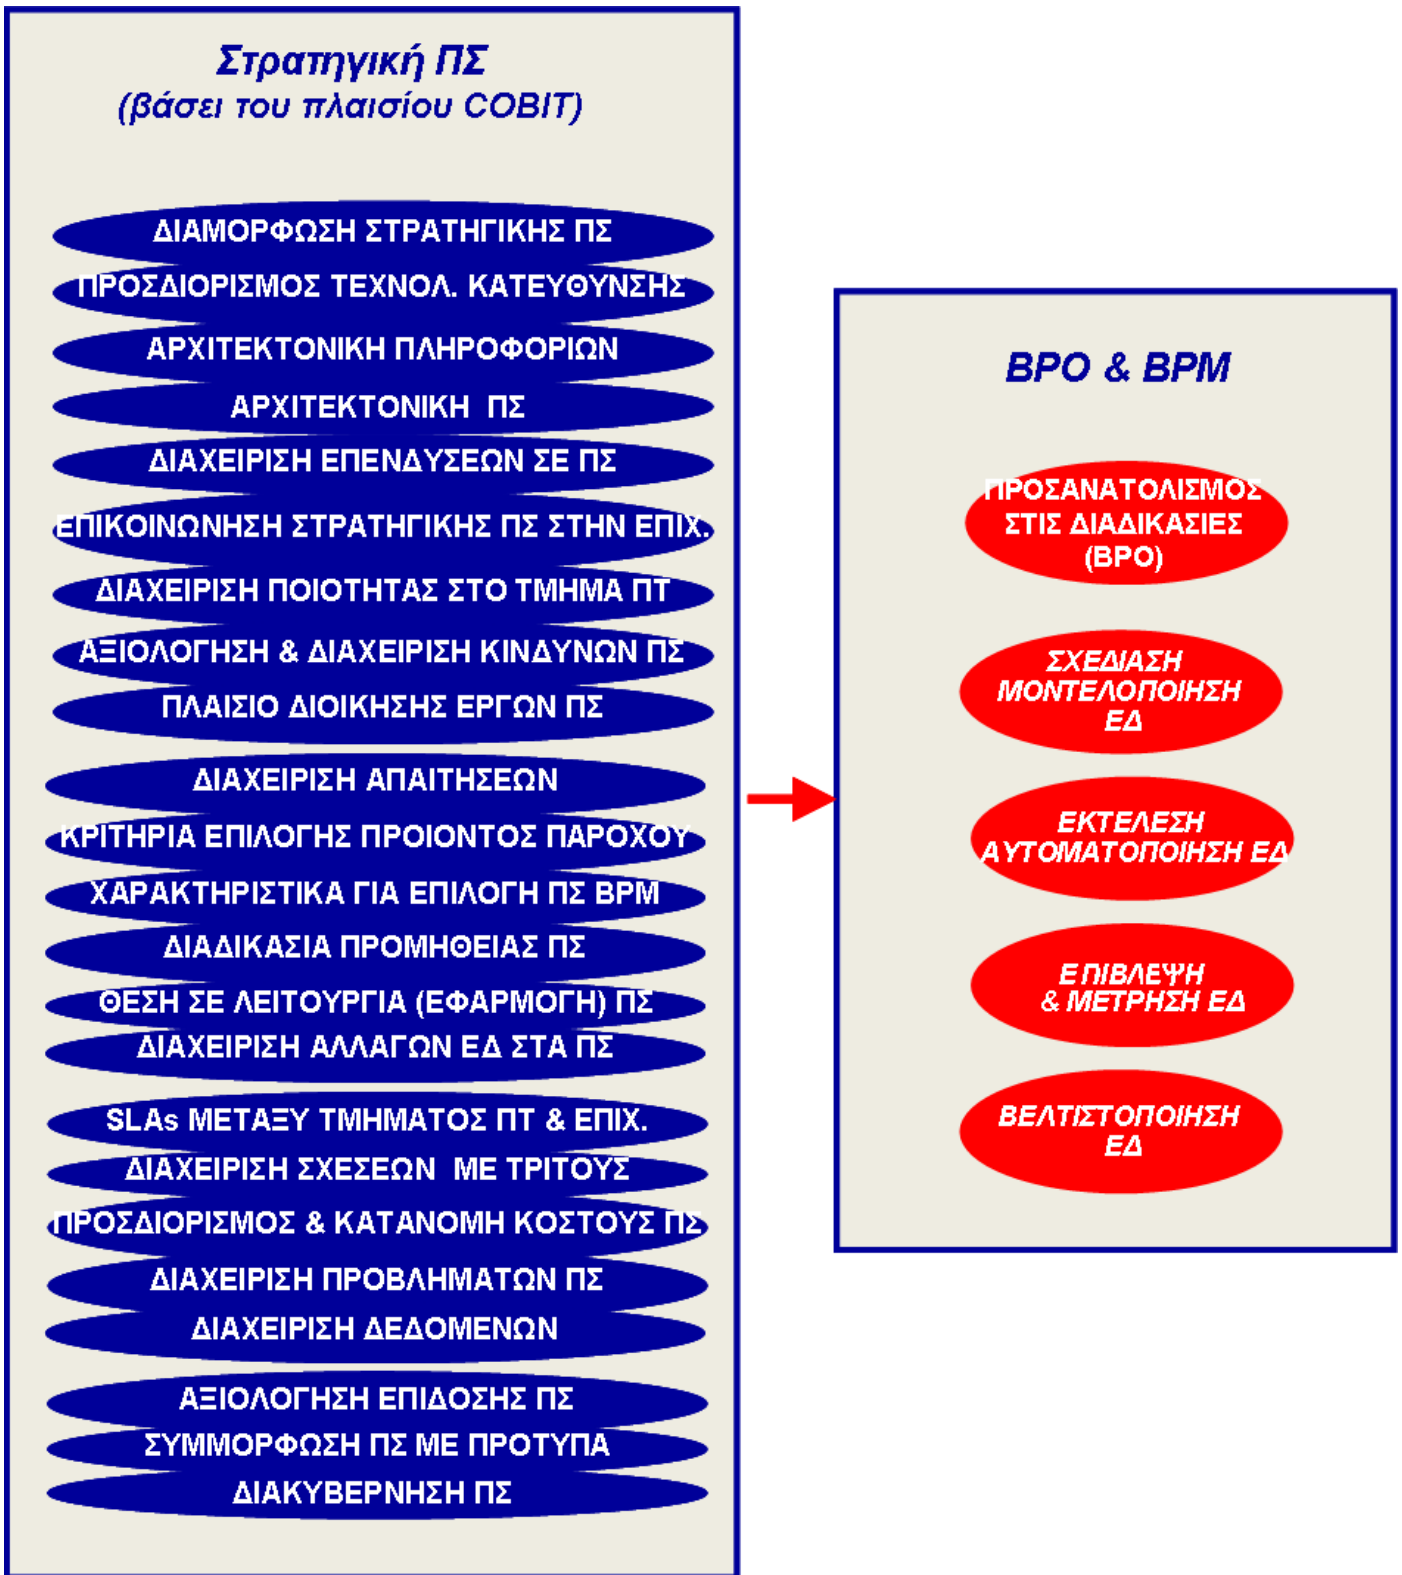 Στρατηγική ΠΣ
(βάσει του πλαισίου COBIT)
ΔΙΑΜΟΡΦΩΣΗ ΣΤΡΑΤΗΓΙΚΗΣ ΠΣ
ΠΡΟΣΔΙΟΡΙΣΜΟΣ ΤΕΧΝΟΛ. ΚΑΤΕΥΘΥΝΣΗΣ
ΑΡΧΙΤΕΚΤΟΝΙΚΗ ΠΛΗΡΟΦΟΡΙΩΝ
ΑΡΧΙΤΕΚΤΟΝΙΚΗ ΠΣ
ΔΙΑΧΕΙΡΙΣΗ ΕΠΕΝΔΥΣΕΩΝ ΣΕ ΠΣ
ΕΠΙΚΟΙΝΩΝΗΣΗ ΣΤΡΑΤΗΓΙΚΗΣ ΠΣ ΣΤΗΝ ΕΠΙΧ.
ΔΙΑΧΕΙΡΙΣΗ ΠΟΙΟΤΗΤΑΣ ΣΤΟ ΤΜΗΜΑ ΠΤ
ΑΞΙΟΛΟΓΗΣΗ & ΔΙΑΧΕΙΡΙΣΗ ΚΙΝΔΥΝΩΝ ΠΣ
ΠΛΑΙΣΙΟ ΔΙΟΙΚΗΣΗΣ ΕΡΓΩΝ ΠΣ
ΔΙΑΧΕΙΡΙΣΗ ΑΠΑΙΤΗΣΕΩΝ
ΚΡΙΤΗΡΙΑ ΕΠΙΛΟΓΗΣ ΠΡΟΙΟΝΤΟΣ ΠΑΡΟΧΟΥ
ΧΑΡΑΚΤΗΡΙΣΤΙΚΑ ΓΙΑ ΕΠΙΛΟΓΗ ΠΣ BPM
ΔΙΑΔΙΚΑΣΙΑ ΠΡΟΜΗΘΕΙΑΣ ΠΣ
ΘΕΣΗ ΣΕ ΛΕΙΤΟΥΡΓΙΑ (ΕΦΑΡΜΟΓΗ) ΠΣ
ΔΙΑΧΕΙΡΙΣΗ ΑΛΛΑΓΩΝ ΕΔ ΣΤΑ ΠΣ
SLAs ΜΕΤΑΞΥ ΤΜΗΜΑΤΟΣ ΠΤ & ΕΠΙΧ.
ΔΙΑΧΕΙΡΙΣΗ ΣΧΕΣΕΩΝ ΜΕ ΤΡΙΤΟΥΣ
ΠΡΟΣΔΙΟΡΙΣΜΟΣ & ΚΑΤΑΝΟΜΗ ΚΟΣΤΟΥΣ ΠΣ
ΔΙΑΧΕΙΡΙΣΗ ΠΡΟΒΛΗΜΑΤΩΝ ΠΣ
ΔΙΑΧΕΙΡΙΣΗ ΔΕΔΟΜΕΝΩΝ
ΑΞΙΟΛΟΓΗΣΗ ΕΠΙΔΟΣΗΣ ΠΣ
ΣΥΜΜΟΡΦΩΣΗ ΠΣ ΜΕ ΠΡΟΤΥΠΑ
ΔΙΑΚΥΒΕΡΝΗΣΗ ΠΣ
BPO & BPM
ΠΡΟΣΑΝΑΤΟΛΙΣΜΟΣ
ΣΤΙΣ ΔΙΑΔΙΚΑΣΙΕΣ
(BPO)
ΣΧΕΔΙΑΣΗ
ΜΟΝΤΕΛΟΠΟΙΗΣΗ
ΕΔ
ΕΚΤΕΛΕΣΗ
ΑΥΤΟΜΑΤΟΠΟΙΗΣΗ ΕΔ
ΕΠΙΒΛΕΨΗ
& ΜΕΤΡΗΣΗ ΕΔ
ΒΕΛΤΙΣΤΟΠΟΙΗΣΗ
ΕΔ